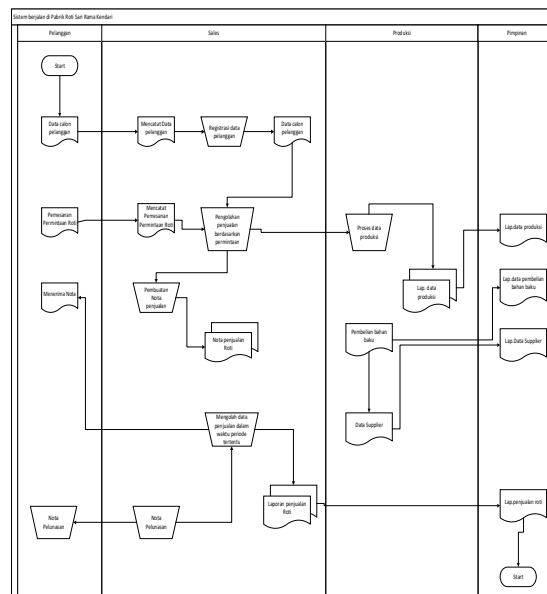 Sistem berjalan di Pabrik Roti Sari Rama Kendari
Pelanggan
Sales
Produksi
Pimpinan
Start
Data calon
pelanggan
Mencatat Data
pelanggan
Registrasi data
pelanggan
Data calon
pelanggan
Pemesanan
Permintaan Roti
Mencatat
Pemesanan
Permintaan Roti
Pengolahan
penjualan
berdasarkan
permintaan
Proses data
produksi
Lap.data produksi
Menerima Nota
Pembuatan
Nota
penjualan
Lap. data
produksi
Lap.data pembelian
bahan baku
Nota penjualan
Roti
Pembelian bahan
baku
Lap.Data Supplier
Mengolah data
penjualan dalam
waktu periode
tertentu
Data Supplier
Laporan penjualan
Roti
Lap.penjualan roti
Nota
Pelunasan
Nota
Pelunasan
Start